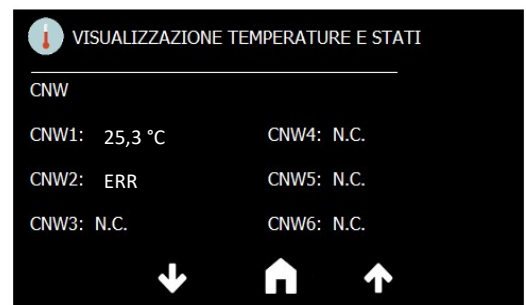 VISUALIZZAZIONE TEMPERATURE E STATI
CNW
CNW1: 25,3 °C CNW4: N.C.
CNW2: ERR CNW5: N.C.
CNW3: N.C. CNW6: N.C.